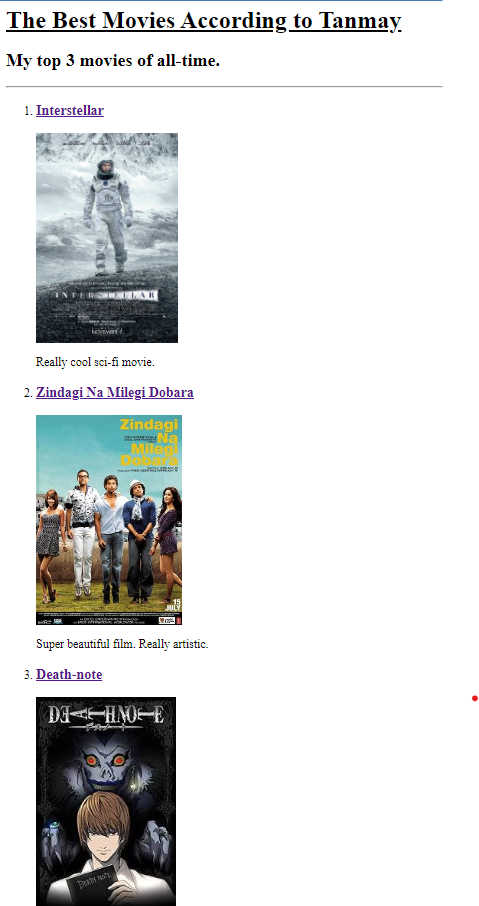 The Best Movies According to Tanmay
My top 3 movies of all-time.
1. Interstellar
INTERSTELLAR
NOVEMBER 7
Really cool sci-fi movie.
2. Zindagi Na Milegi Dobara
Zindagi
Na
Milegi
Dobara
15
JULY
Super beautiful film. Really artistic.
3. Death-note
DEATH NOTE
DEATH NOTE